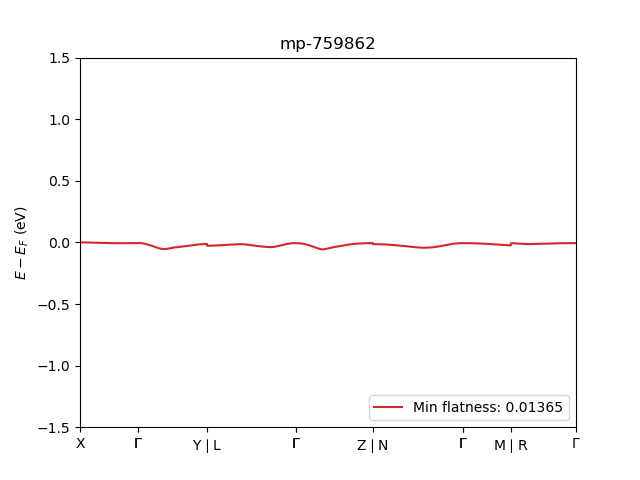 mp-759862
1.5
1.0
0.5
0.0
−0.5
−1.0
−1.5
E − E_F (eV)
Min flatness: 0.01365
X Γ Y | L Γ Z | N Γ M | R Γ